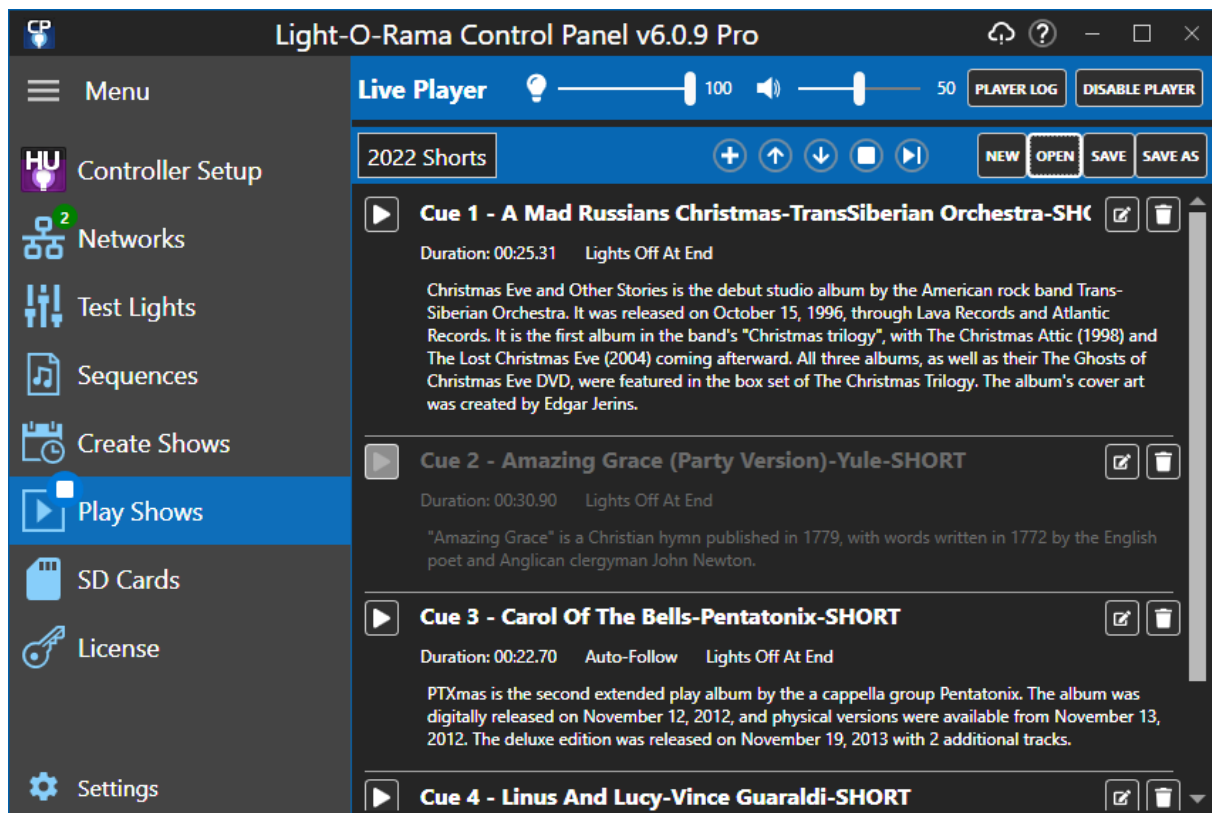 CP
Light-O-Rama Control Panel v6.0.9 Pro
Menu
HU
Controller Setup
2
Networks
Test Lights
Sequences
Create Shows
Play Shows
SD Cards
License
Settings
Live Player
100
50
PLAYER LOG
DISABLE PLAYER
2022 Shorts
NEW
OPEN
SAVE
SAVE AS
Cue 1 - A Mad Russians Christmas-TransSiberian Orchestra-SH
Duration: 00:25.31 Lights Off At End
Christmas Eve and Other Stories is the debut studio album by the American rock band Trans-
Siberian Orchestra. It was released on October 15, 1996, through Lava Records and Atlantic
Records. It is the first album in the band's "Christmas trilogy", with The Christmas Attic (1998) and
The Lost Christmas Eve (2004) coming afterward. All three albums, as well as their The Ghosts of
Christmas Eve DVD, were featured in the box set of The Christmas Trilogy. The album's cover art
was created by Edgar Jerins.
Cue 2 - Amazing Grace (Party Version)-Yule-SHORT
Duration: 00:30.90 Lights Off At End
"Amazing Grace" is a Christian hymn published in 1779, with words written in 1772 by the English
poet and Anglican clergyman John Newton.
Cue 3 - Carol Of The Bells-Pentatonix-SHORT
Duration: 00:22.70 Auto-Follow Lights Off At End
PTXmas is the second extended play album by the a cappella group Pentatonix. The album was
digitally released on November 12, 2012, and physical versions were available from November 13,
2012. The deluxe edition was released on November 19, 2013 with 2 additional tracks.
Cue 4 - Linus And Lucy-Vince Guaraldi-SHORT